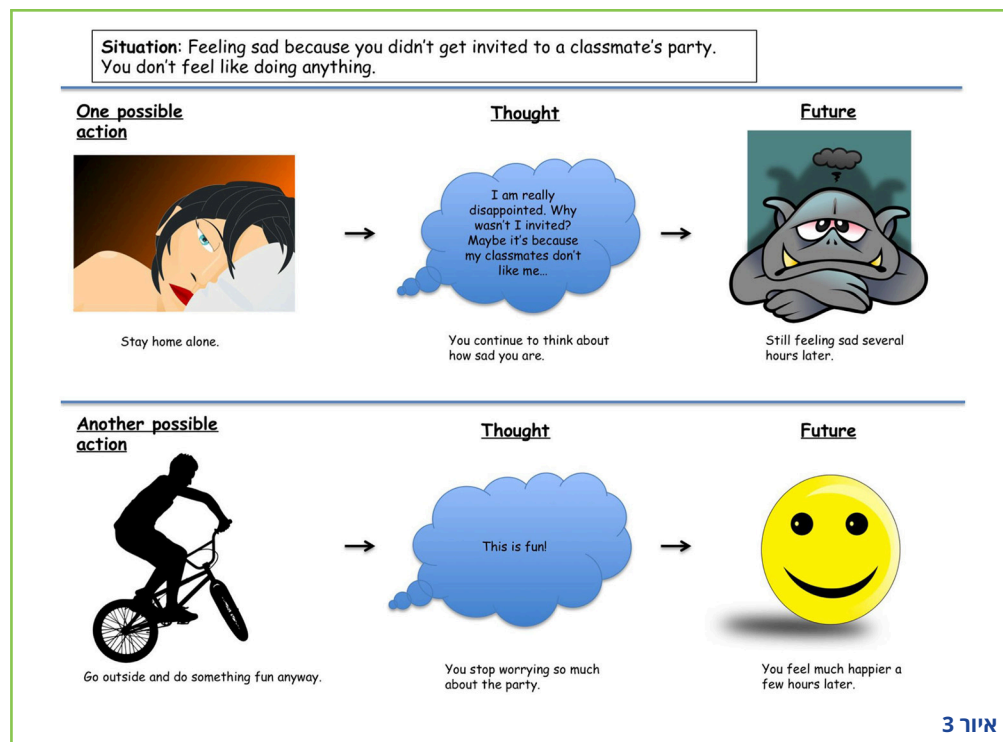 Situation: Feeling sad because you didn't get invited to a classmate's party.
You don't feel like doing anything.
One possible
action
Thought
Future
I am really
disappointed. Why
wasn't I invited?
Maybe it's because
my classmates don't
like me…
Stay home alone.
You continue to think about
how sad you are.
Still feeling sad several
hours later.
Another possible
action
Thought
Future
This is fun!
Go outside and do something fun anyway.
You stop worrying so much
about the party.
You feel much happier a
few hours later.
איור 3